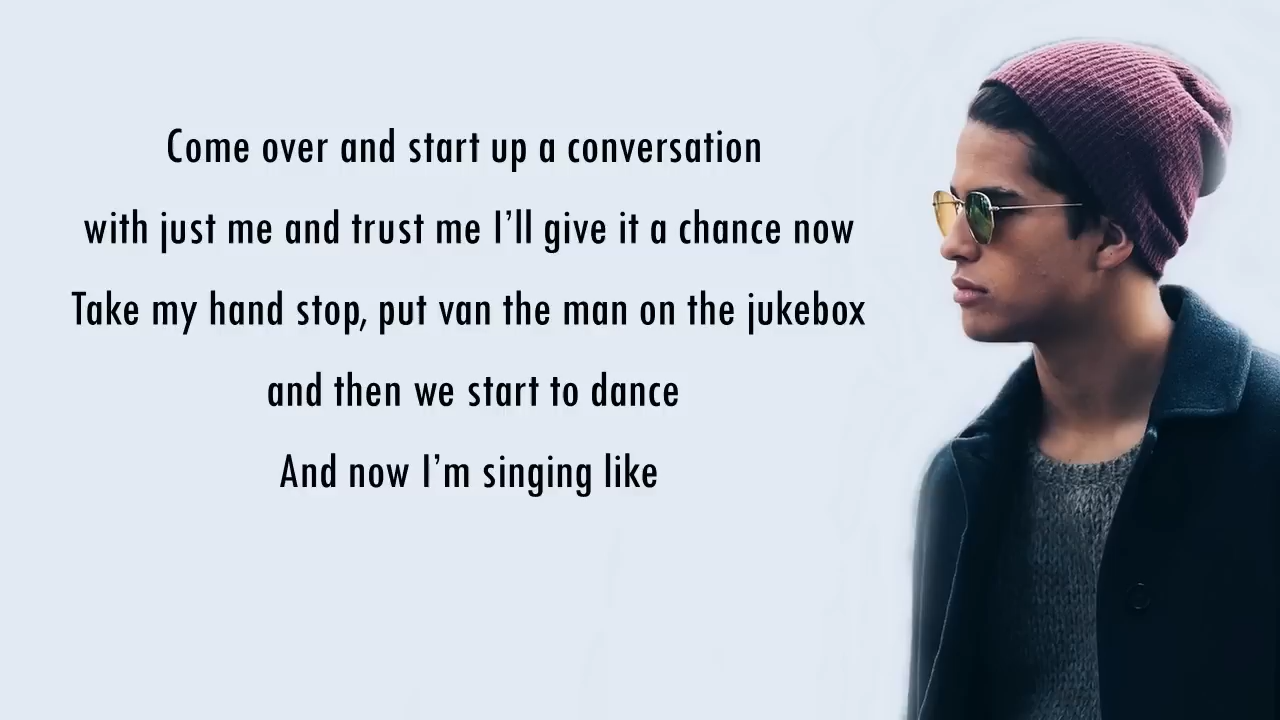 Come over and start up a conversation
with just me and trust me I’ll give it a chance now
Take my hand stop, put van the man on the jukebox
and then we start to dance
And now I’m singing like